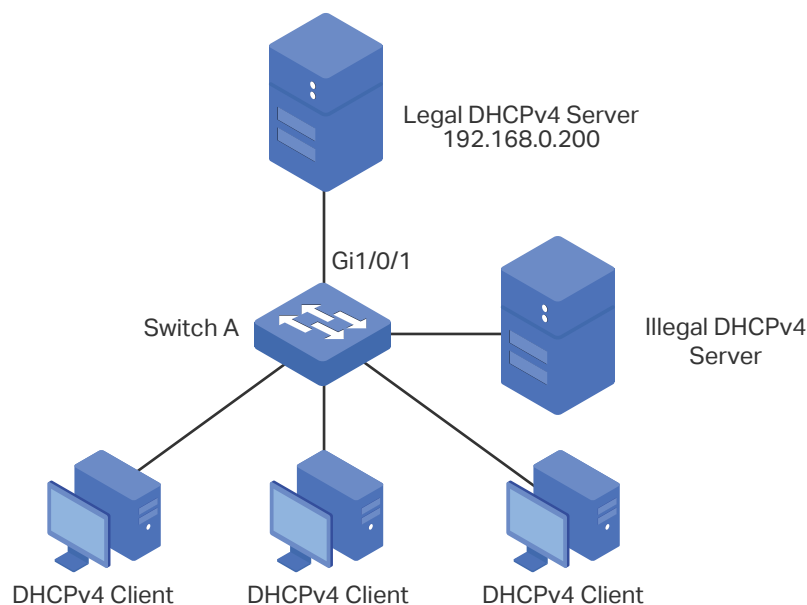 Legal DHCPv4 Server
192.168.0.200
Gi1/0/1
Switch A
Illegal DHCPv4
Server
DHCPv4 Client
DHCPv4 Client
DHCPv4 Client